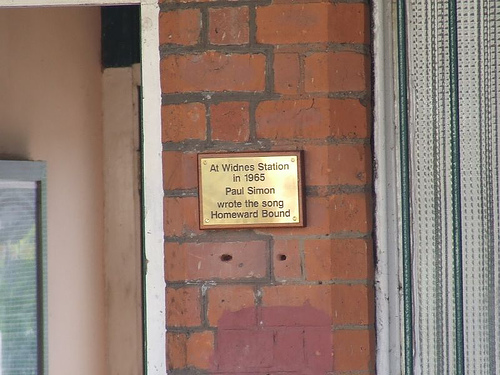 At Widnes Station
in 1965
Paul Simon
wrote the song
Homeward Bound